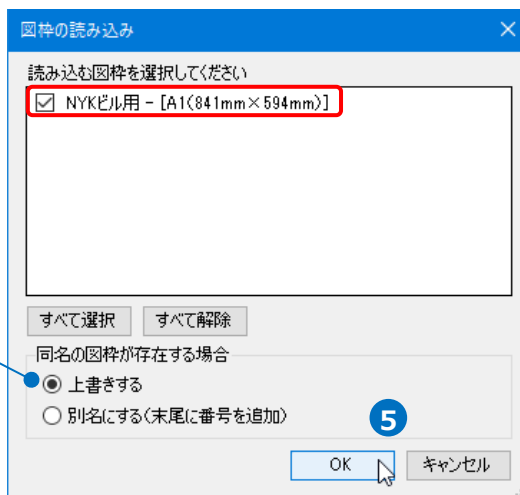 図枠の読み込み
読み込む図枠を選択してください
NYKビル用 - [A1(841mm×594mm)]
すべて選択 すべて解除
同名の図枠が存在する場合
上書きする
別名にする(末尾に番号を追加)
5
OK キャンセル